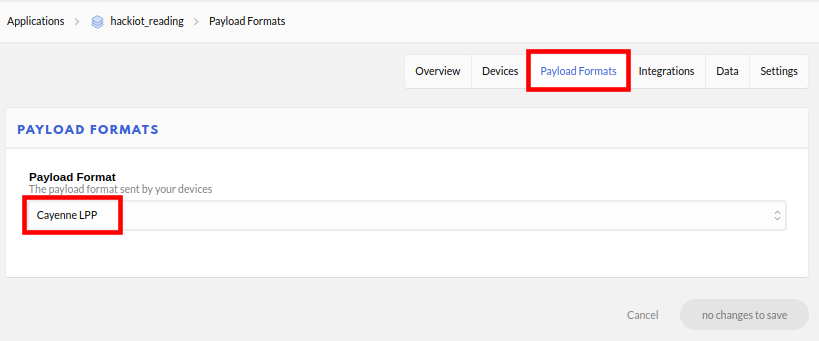 Applications > hackiot_reading > Payload Formats
Overview Devices Payload Formats Integrations Data Settings
PAYLOAD FORMATS
Payload Format
The payload format sent by your devices
Cayenne LPP
Cancel no changes to save